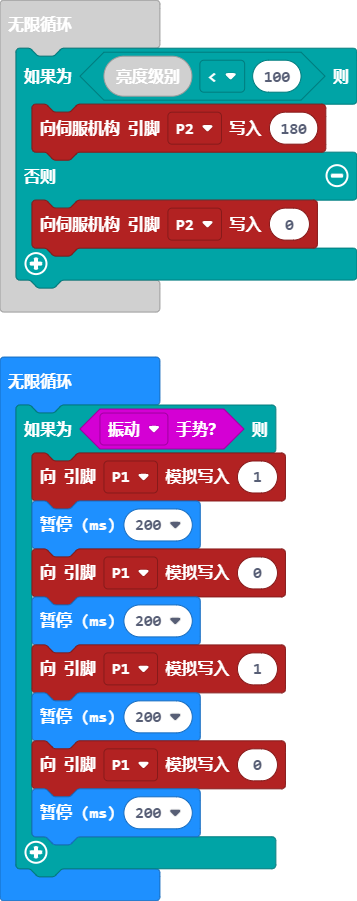 无限循环
如果为 亮度级别 < 100 则
向伺服机构 引脚 P2 写入 180
否则
向伺服机构 引脚 P2 写入 0
无限循环
如果为 振动 手势? 则
向 引脚 P1 模拟写入 1
暂停 (ms) 200
向 引脚 P1 模拟写入 0
暂停 (ms) 200
向 引脚 P1 模拟写入 1
暂停 (ms) 200
向 引脚 P1 模拟写入 0
暂停 (ms) 200